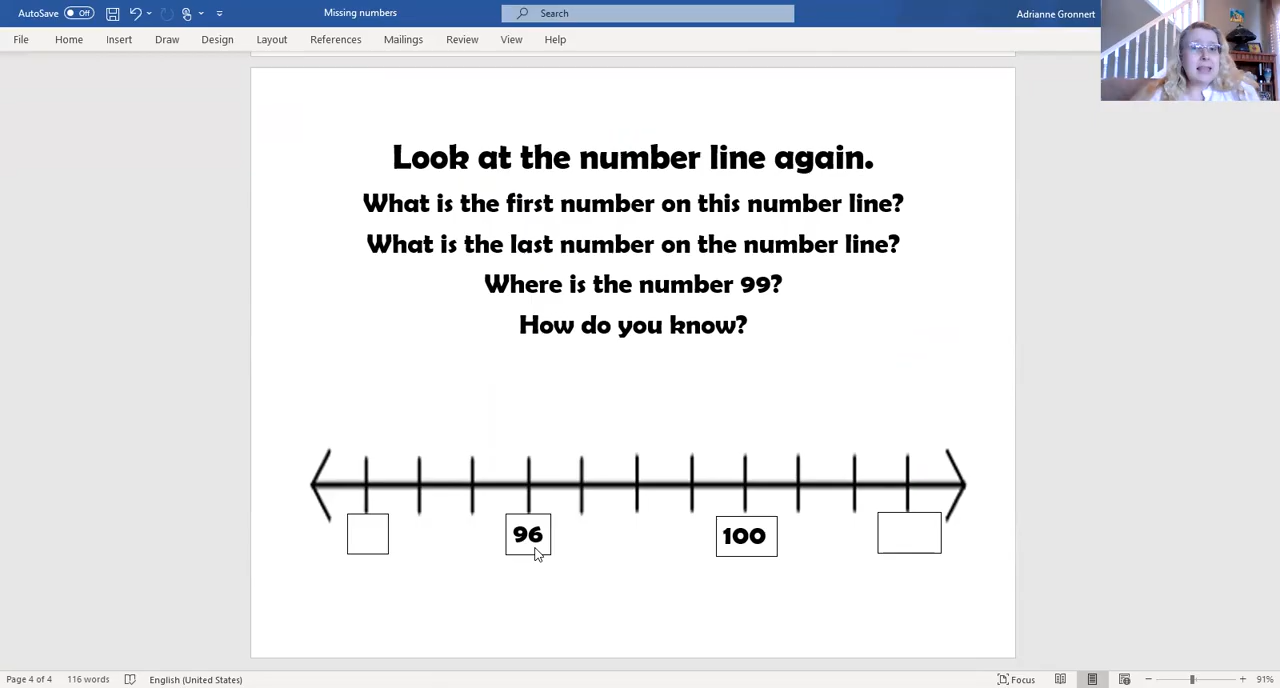 AutoSave Off Missing numbers Search Adrianne Gronnert
File Home Insert Draw Design Layout References Mailings Review View Help
Look at the number line again.
What is the first number on this number line?
What is the last number on the number line?
Where is the number 99?
How do you know?
96 100
Page 4 of 4 116 words English (United States) Focus 91%